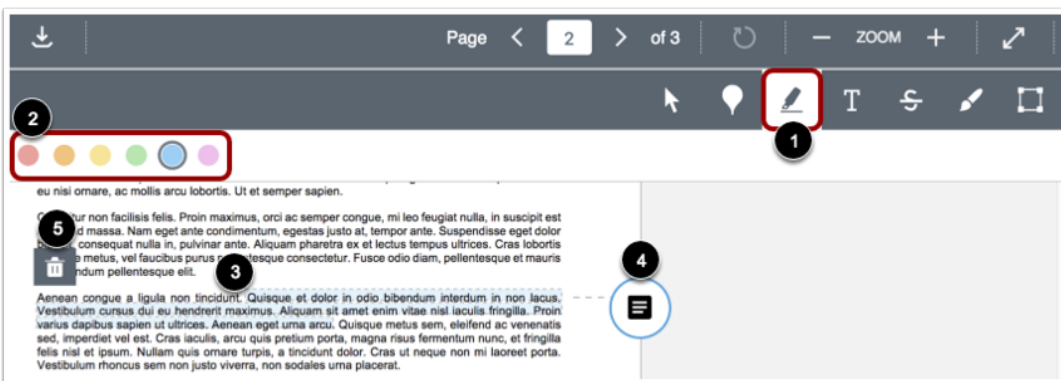 Page 2 of 3 ZOOM
T S
1
2
eu nisi ornare, ac mollis arcu lobortis. Ut et semper sapien.
tur non facilisis felis. Proin maximus, orci ac semper congue, mi leo feugiat nulla, in suscipit est
5 d massa. Nam eget ante condimentum, egestas justo at, tempor ante. Suspendisse eget dolor
consequat nulla in, pulvinar ante. Aliquam pharetra ex et lectus tempus ultrices. Cras lobortis
metus, vel faucibus purus tesque consectetur. Fusce odio diam, pellentesque et mauris
ndum pellentesque elit.
3
4
Aenean congue a ligula non tincidunt. Quisque et dolor in odio bibendum interdum in non lacus.
Vestibulum cursus dui eu hendrerit maximus. Aliquam sit amet enim vitae nisl iaculis fringilla. Proin
varius dapibus sapien ut ultrices. Aenean eget urna arcu. Quisque metus sem, eleifend ac venenatis
sed, imperdiet vel est. Cras iaculis, arcu quis pretium porta, magna risus fermentum nunc, et fringilla
felis nisl et ipsum. Nullam quis ornare turpis, a tincidunt dolor. Cras ut neque non mi laoreet porta.
Vestibulum rhoncus sem non justo viverra, non sodales urna placerat.